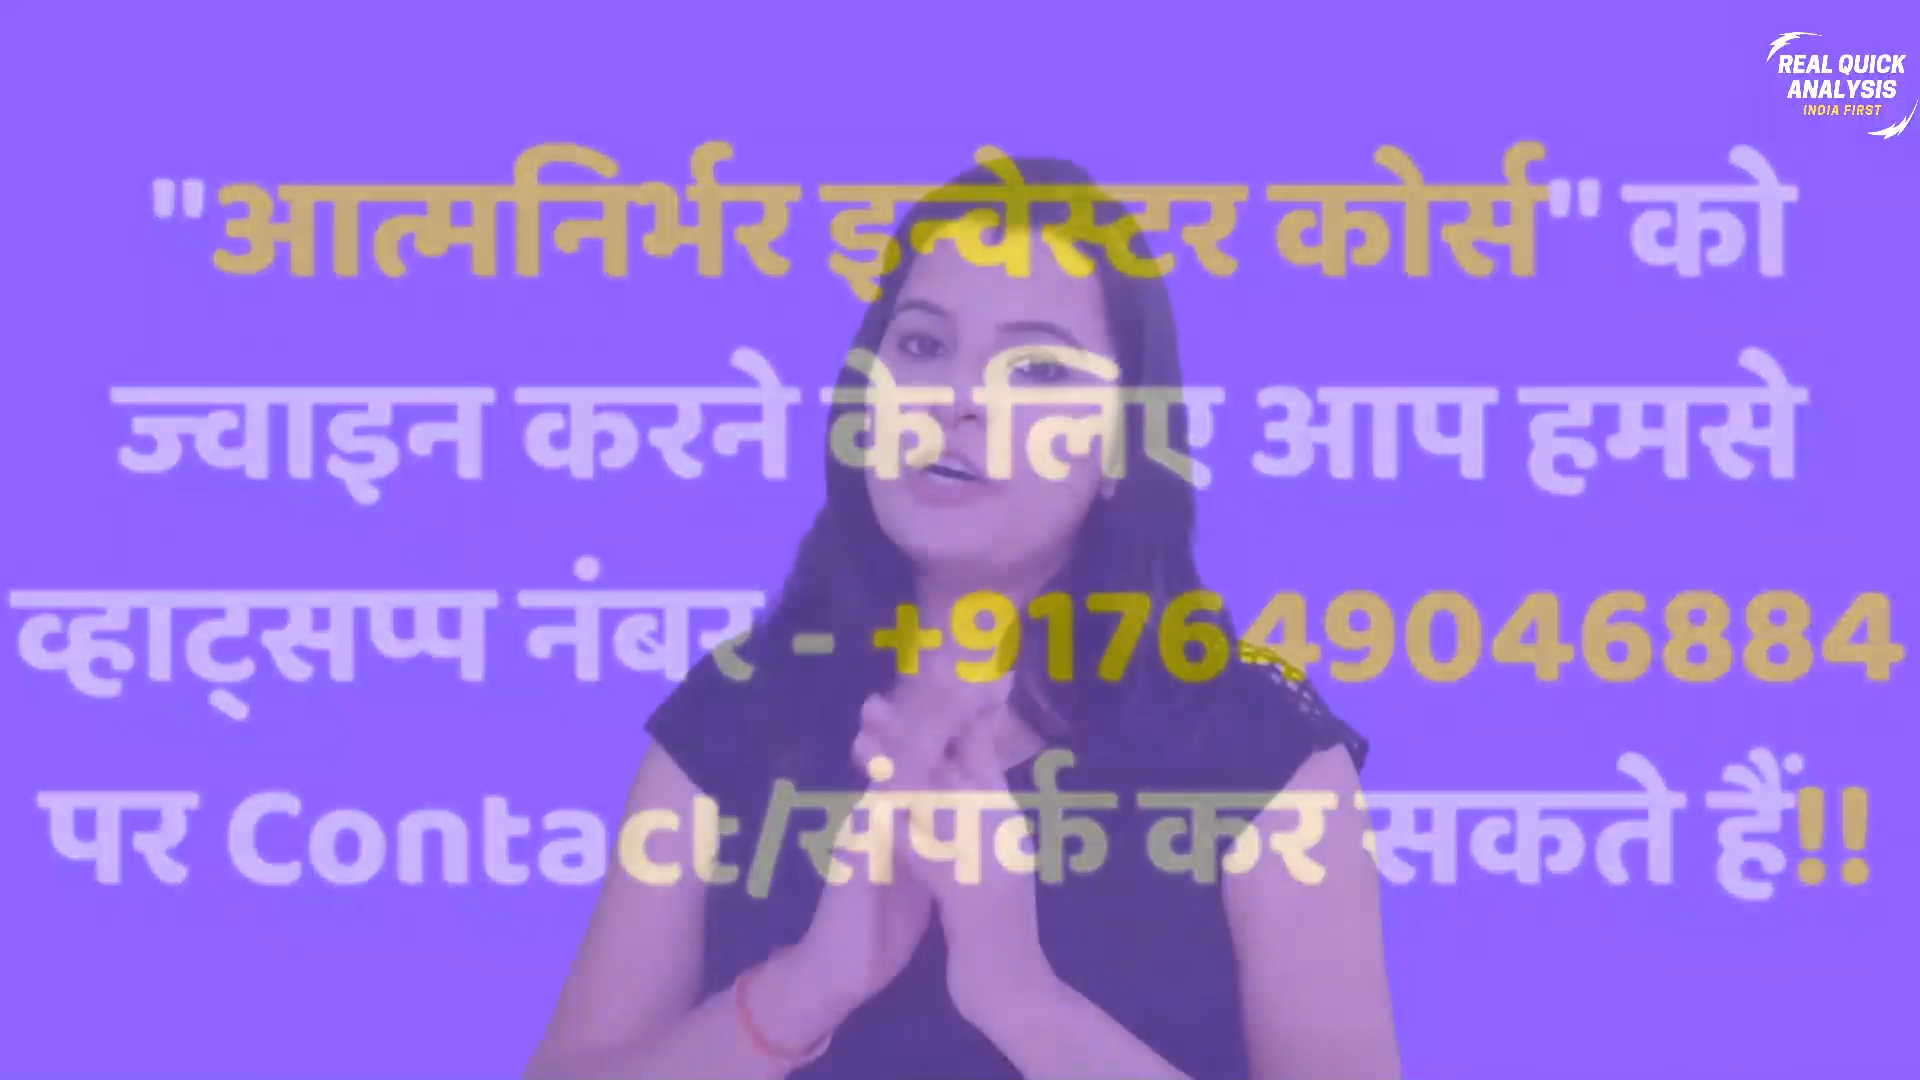 REAL QUICK
ANALYSIS
INDIA FIRST
"आत्मनिर्भर इन्वेस्टर कोर्स" को
ज्वाइन करने के लिए आप हमसे
व्हाट्सप्प नंबर - +917649046884
पर Contact/संपर्क कर सकते हैं!!